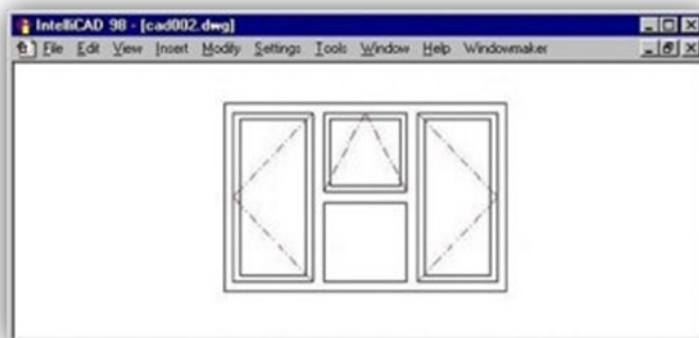 IntelliCAD 98 - [cad002.dwg]
File Edit View Insert Modify Settings Tools Window Help Windowmaker